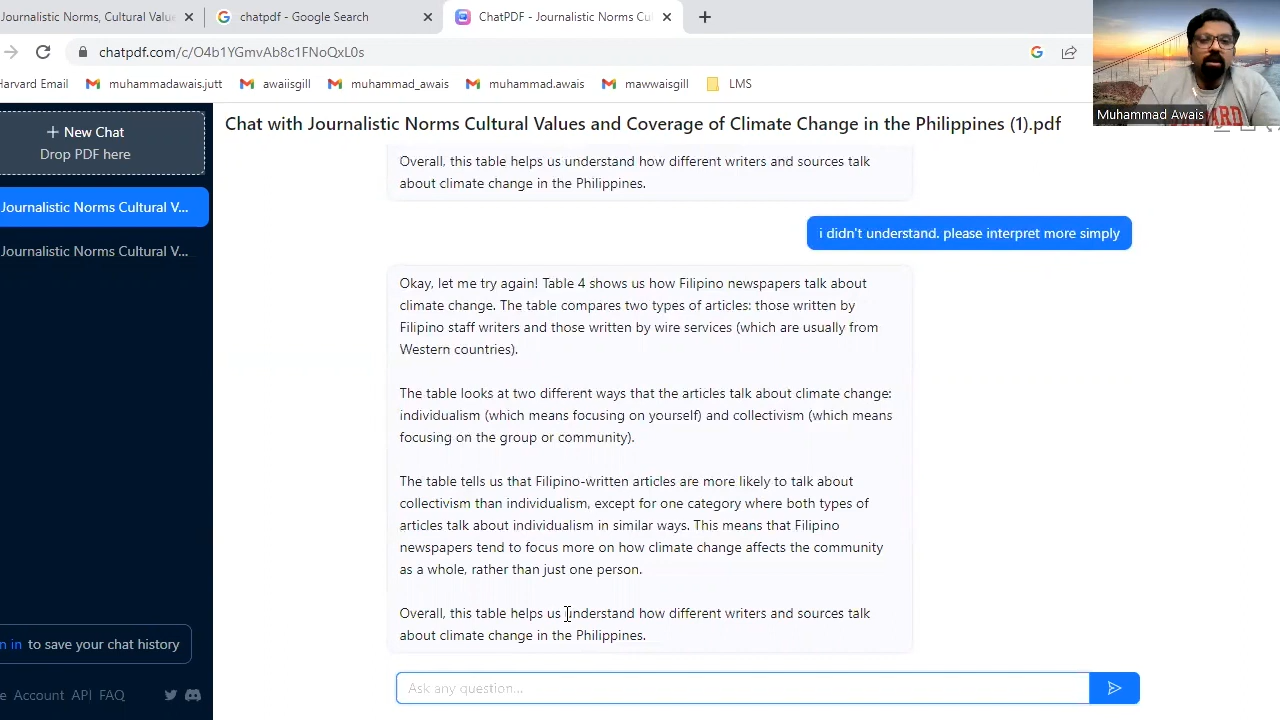 Journalistic Norms, Cultural Value
chatpdf - Google Search
ChatPDF - Journalistic Norms Cu
chatpdf.com/c/O4b1YGmvAb8c1FNoQxL0s
Harvard Email
muhammadawais.jutt
awaiisgill
muhammad_awais
muhammad.awais
mawwaisgill
LMS
Muhammad Awais
New Chat
Drop PDF here
Journalistic Norms Cultural V...
Journalistic Norms Cultural V...
n in to save your chat history
e Account API FAQ
Chat with Journalistic Norms Cultural Values and Coverage of Climate Change in the Philippines (1).pdf
Overall, this table helps us understand how different writers and sources talk
about climate change in the Philippines.
i didn't understand. please interpret more simply
Okay, let me try again! Table 4 shows us how Filipino newspapers talk about
climate change. The table compares two types of articles: those written by
Filipino staff writers and those written by wire services (which are usually from
Western countries).
The table looks at two different ways that the articles talk about climate change:
individualism (which means focusing on yourself) and collectivism (which means
focusing on the group or community).
The table tells us that Filipino-written articles are more likely to talk about
collectivism than individualism, except for one category where both types of
articles talk about individualism in similar ways. This means that Filipino
newspapers tend to focus more on how climate change affects the community
as a whole, rather than just one person.
Overall, this table helps us understand how different writers and sources talk
about climate change in the Philippines.
Ask any question...